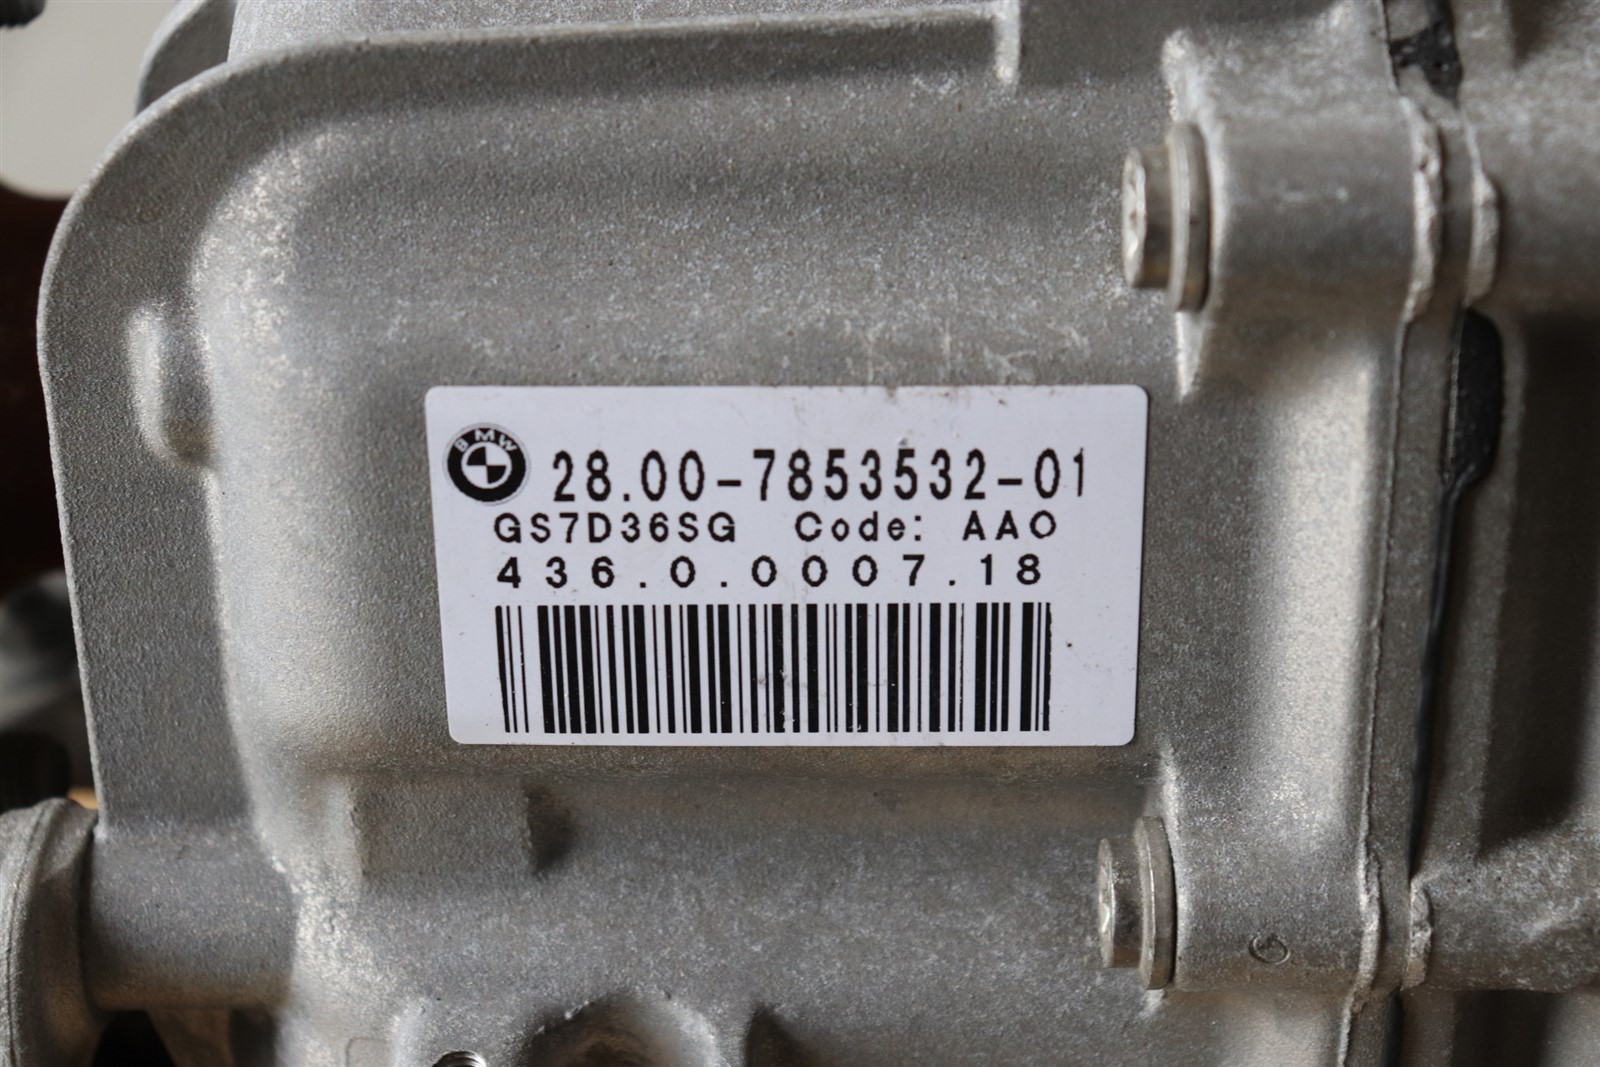 BMW
28.00-7853532-01
GS7D36SG Code: AAO
436.0.0007.18
G